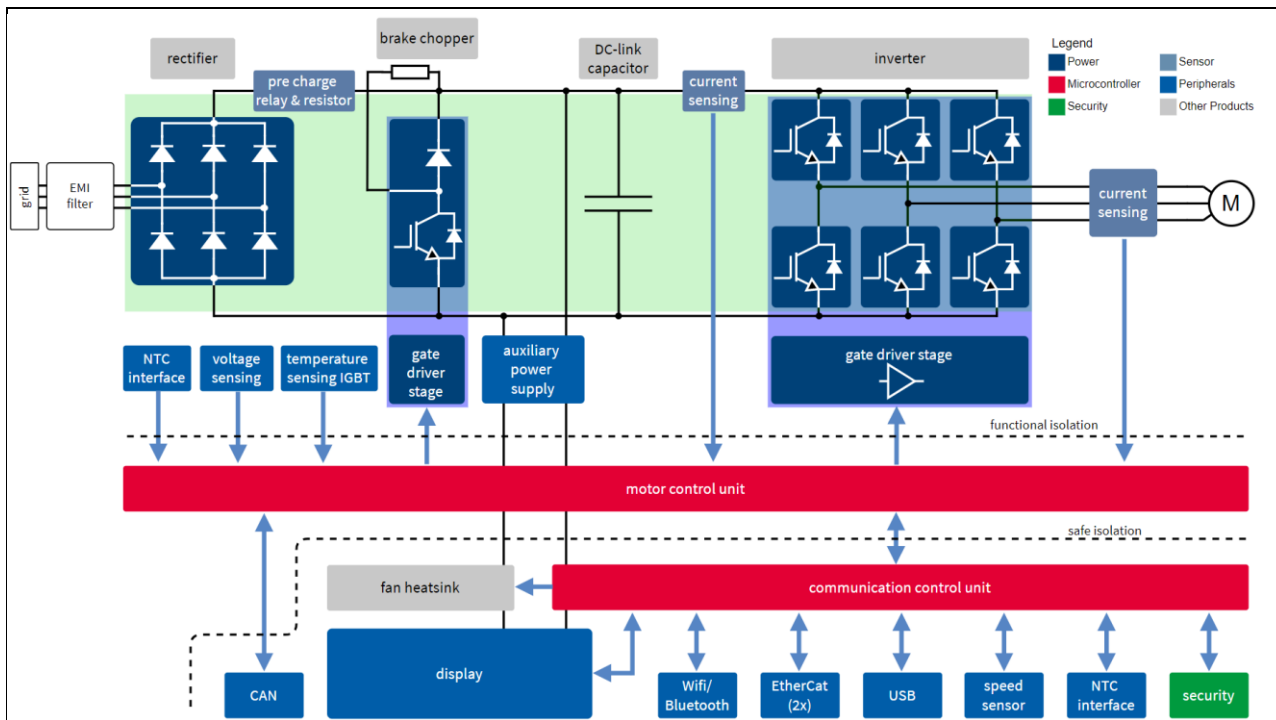 brake chopper
rectifier
DC-link
capacitor
inverter
Legend
Power
Sensor
Microcontroller
Peripherals
Security
Other Products
pre charge
relay & resistor
current
sensing
grid
EMI
filter
current
sensing
M
NTC
interface
voltage
sensing
temperature
sensing IGBT
gate
driver
stage
auxiliary
power
supply
gate driver stage
functional isolation
motor control unit
safe isolation
fan heatsink
communication control unit
display
CAN
Wifi/
Bluetooth
EtherCat
(2x)
USB
speed
sensor
NTC
interface
security